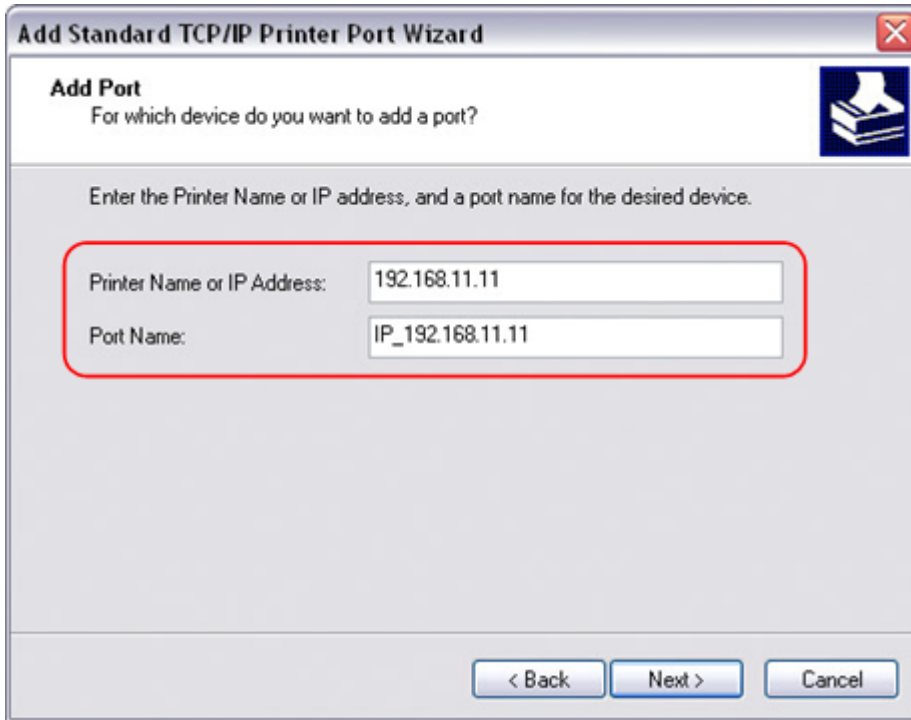 Add Standard TCP/IP Printer Port Wizard
Add Port
For which device do you want to add a port?
Enter the Printer Name or IP address, and a port name for the desired device.
Printer Name or IP Address: 192.168.11.11
Port Name: IP_192.168.11.11
< Back Next > Cancel